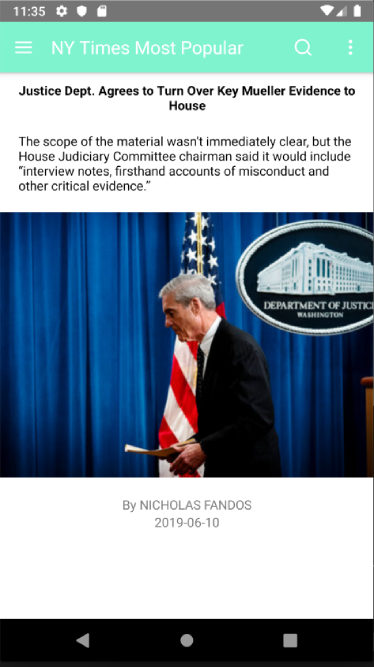 11:35
NY Times Most Popular
Justice Dept. Agrees to Turn Over Key Mueller Evidence to
House
The scope of the material wasn't immediately clear, but the
House Judiciary Committee chairman said it would include
“interview notes, firsthand accounts of misconduct and
other critical evidence.”
DEPARTMENT OF JUSTIC
WASHINGTON
By NICHOLAS FANDOS
2019-06-10